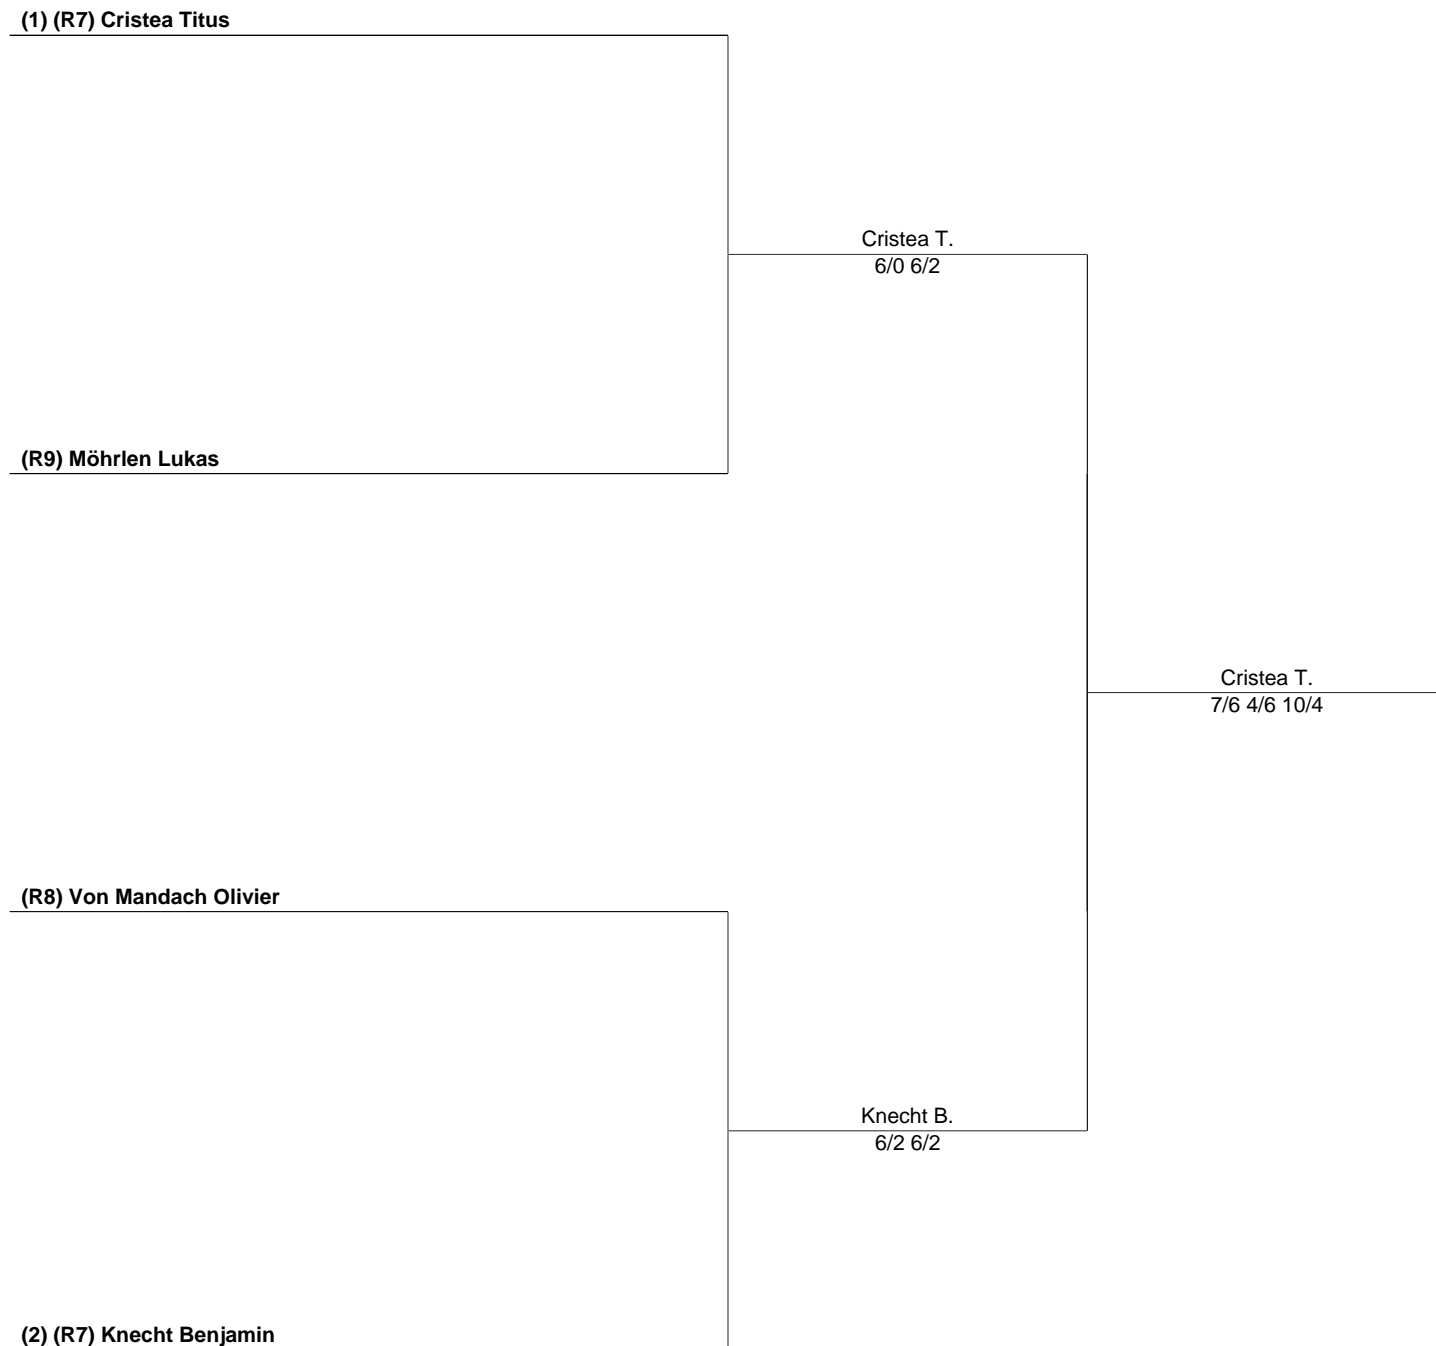 (1) (R7) Cristea Titus
Cristea T.
6/0 6/2
(R9) Möhrlen Lukas
Cristea T.
7/6 4/6 10/4
(R8) Von Mandach Olivier
Knecht B.
6/2 6/2
(2) (R7) Knecht Benjamin